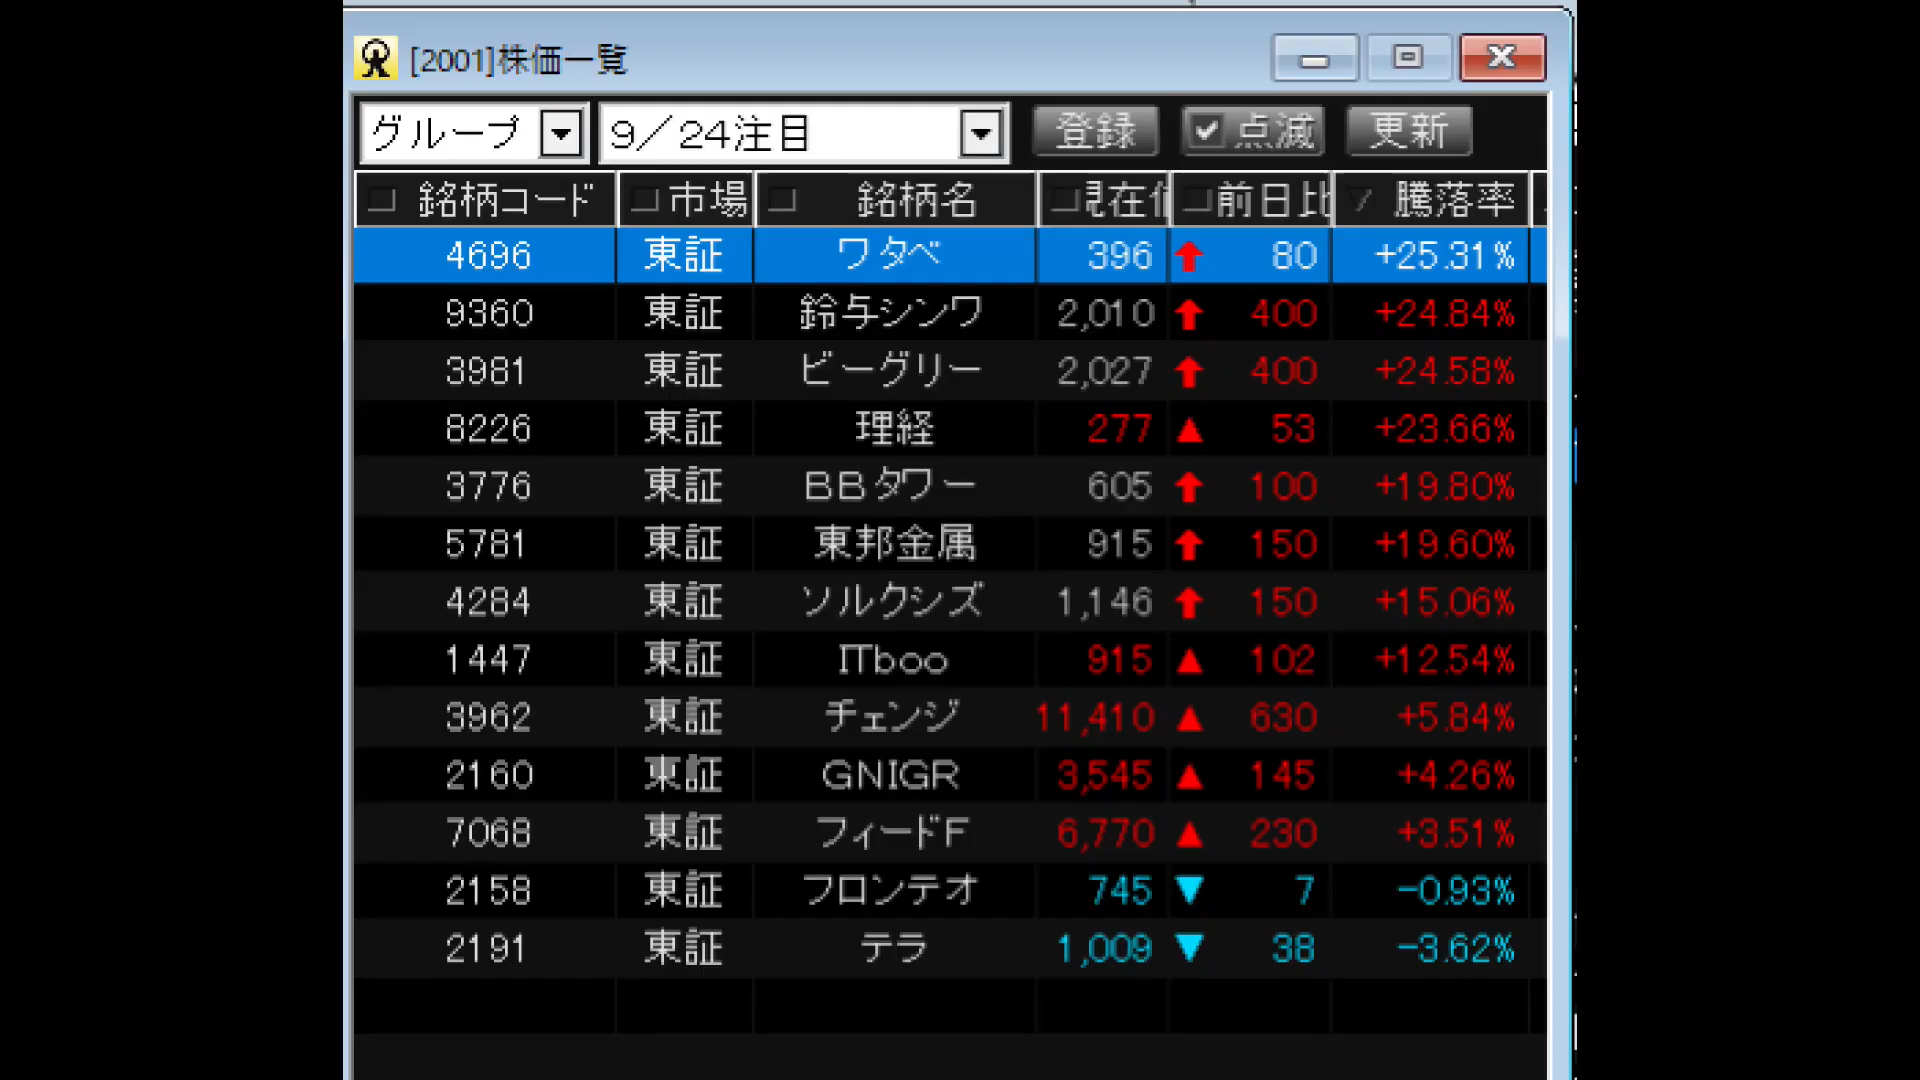 [2001]株価一覧
グループ 9／24注目 登録 点滅 更新
銘柄コード 市場 銘柄名 現在値 前日比 騰落率
4696 東証 ワタベ 396 80 +25.31%
9360 東証 鈴与シンワ 2,010 400 +24.84%
3981 東証 ビーグリー 2,027 400 +24.58%
8226 東証 理経 277 53 +23.66%
3776 東証 BBタワー 605 100 +19.80%
5781 東証 東邦金属 915 150 +19.60%
4284 東証 ソルクシズ 1,146 150 +15.06%
1447 東証 ITboo 915 102 +12.54%
3962 東証 チェンジ 11,410 630 +5.84%
2160 東証 GNIGR 3,545 145 +4.26%
7068 東証 フィードF 6,770 230 +3.51%
2158 東証 フロンテオ 745 7 -0.93%
2191 東証 テラ 1,009 38 -3.62%